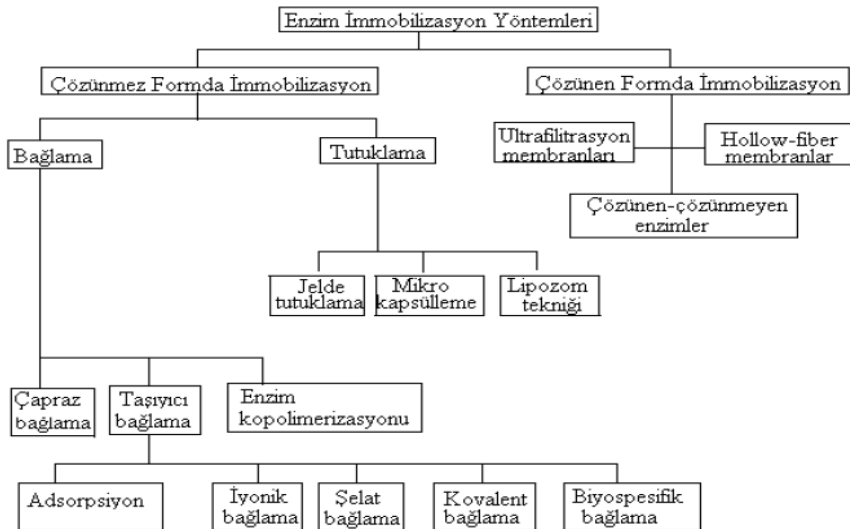 Enzim İmmobilizasyon Yöntemleri
Çözünmez Formda İmmobilizasyon
Çözünen Formda İmmobilizasyon
Bağlama
Tutuklama
Ultrafilitrasyon
membranları
Hollow-fiber
membranlar
Çözünen-çözünmeyen
enzimler
Jelde
tutuklama
Mikro
kapsülleme
Lipozom
tekniği
Çapraz
bağlama
Taşıyıcı
bağlama
Enzim
kopolimerizasyonu
Adsorpsiyon
İyonik
bağlama
Şelat
bağlama
Kovalent
bağlama
Biyospesifik
bağlama